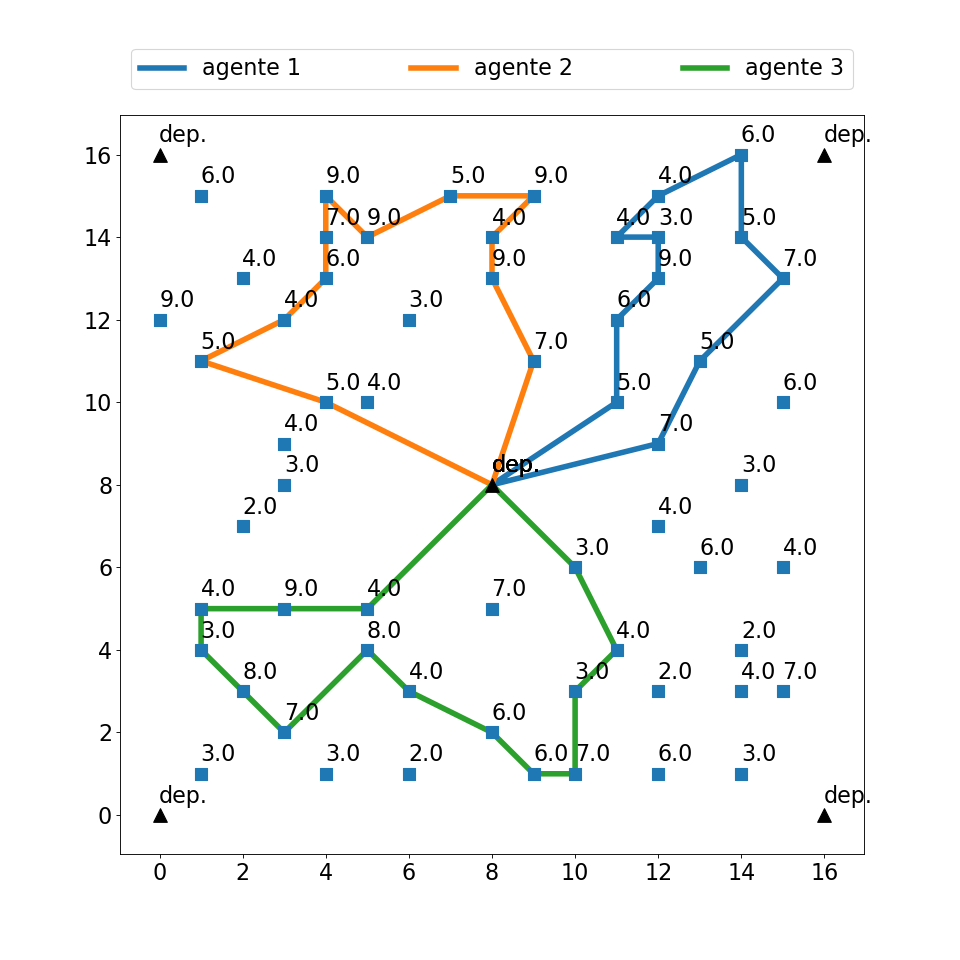 agente 1 agente 2 agente 3
dep. 6.0 dep.
16
6.0 9.0 5.0 9.0 4.0
7.0 9.0 4.0 4.0 3.0 5.0
14
4.0 6.0 9.0 9.0 7.0
9.0 4.0 3.0 6.0
12
5.0 7.0 5.0
5.0 4.0 5.0 6.0
10
4.0 7.0
3.0 dep. dep. 3.0
8
2.0 4.0
3.0 6.0 4.0
6
4.0 9.0 4.0 7.0
3.0 8.0 4.0 2.0
4
8.0 4.0 3.0 2.0 4.0 7.0
7.0 6.0
2
3.0 3.0 2.0 6.0 7.0 6.0 3.0
dep. dep.
0
0 2 4 6 8 10 12 14 16